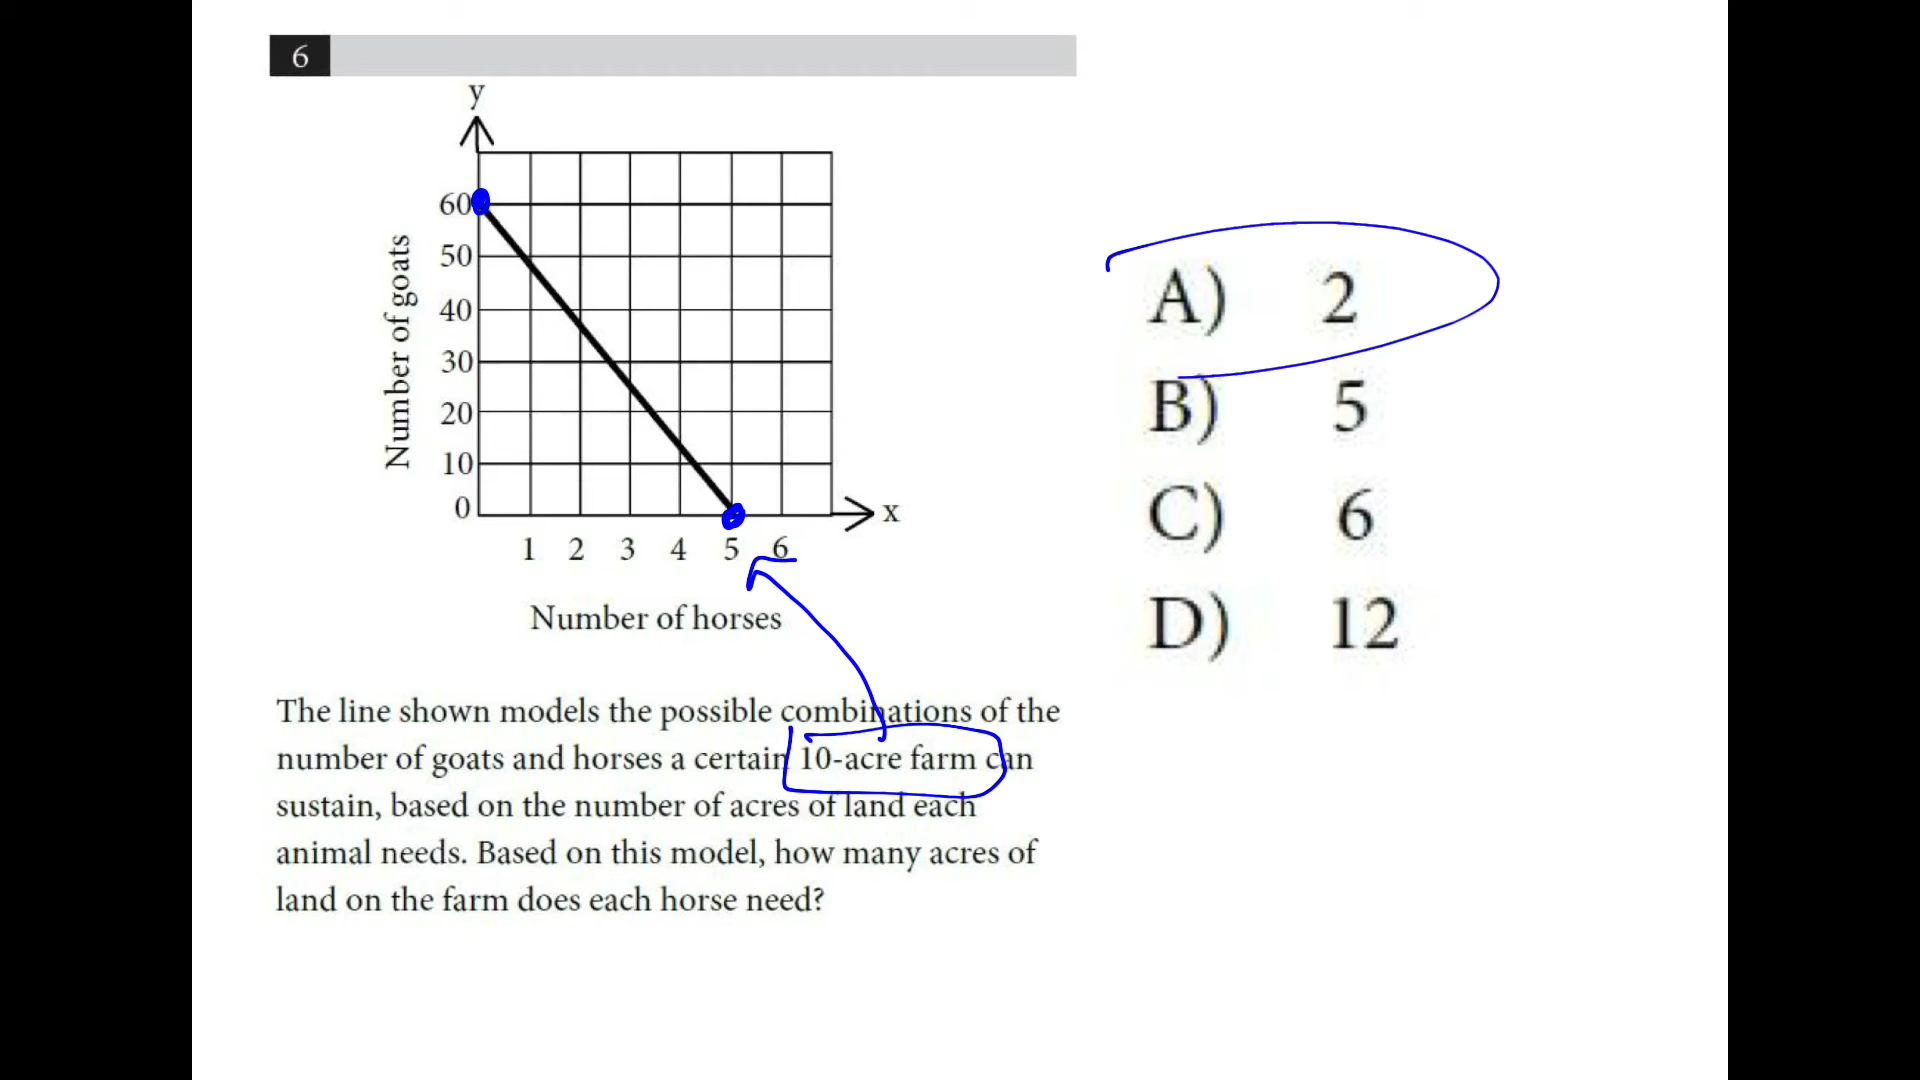 6
y
60
50
40
30
20
10
0
Number of goats
x
1 2 3 4 5 6
Number of horses
The line shown models the possible combinations of the
number of goats and horses a certain 10-acre farm can
sustain, based on the number of acres of land each
animal needs. Based on this model, how many acres of
land on the farm does each horse need?
A) 2
B) 5
C) 6
D) 12